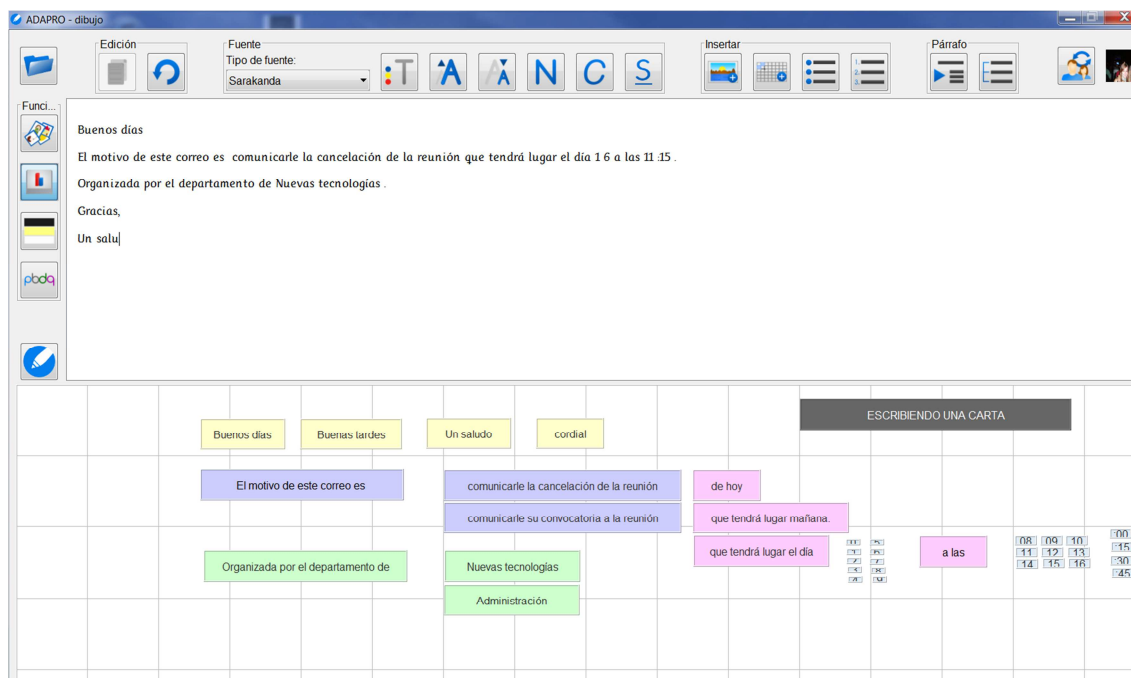 ADAPRO - dibujo
Edición
Fuente
Tipo de fuente:
Sarakanda
T A A N C S
Insertar
Párrafo
Funci...
pbdq
Buenos días
El motivo de este correo es comunicarle la cancelación de la reunión que tendrá lugar el día 1 6 a las 11 :15 .
Organizada por el departamento de Nuevas tecnologías .
Gracias,
Un salu
ESCRIBIENDO UNA CARTA
Buenos días Buenas tardes Un saludo cordial
El motivo de este correo es comunicarle la cancelación de la reunión de hoy
comunicarle su convocatoria a la reunión que tendrá lugar mañana.
que tendrá lugar el día a las
08 09 10
11 12 13
14 15 16
:00
:15
:30
:45
Organizada por el departamento de Nuevas tecnologías
Administración